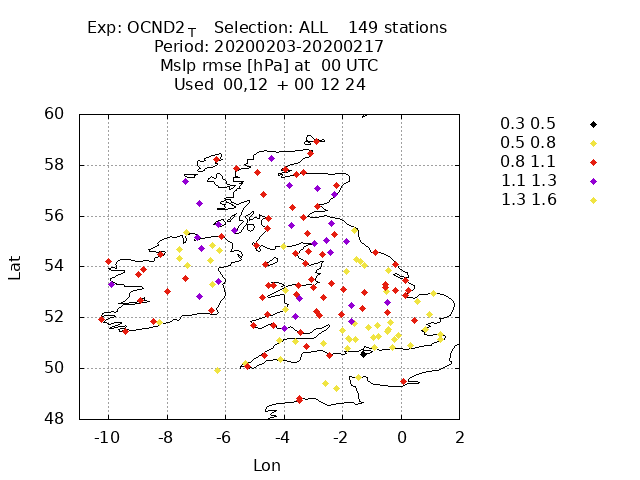 Exp: OCND2_T Selection: ALL 149 stations
Period: 20200203-20200217
Mslp rmse [hPa] at 00 UTC
Used 00,12 + 00 12 24
0.3 0.5
0.5 0.8
0.8 1.1
1.1 1.3
1.3 1.6
60
58
56
54
52
50
48
Lat
-10 -8 -6 -4 -2 0 2
Lon